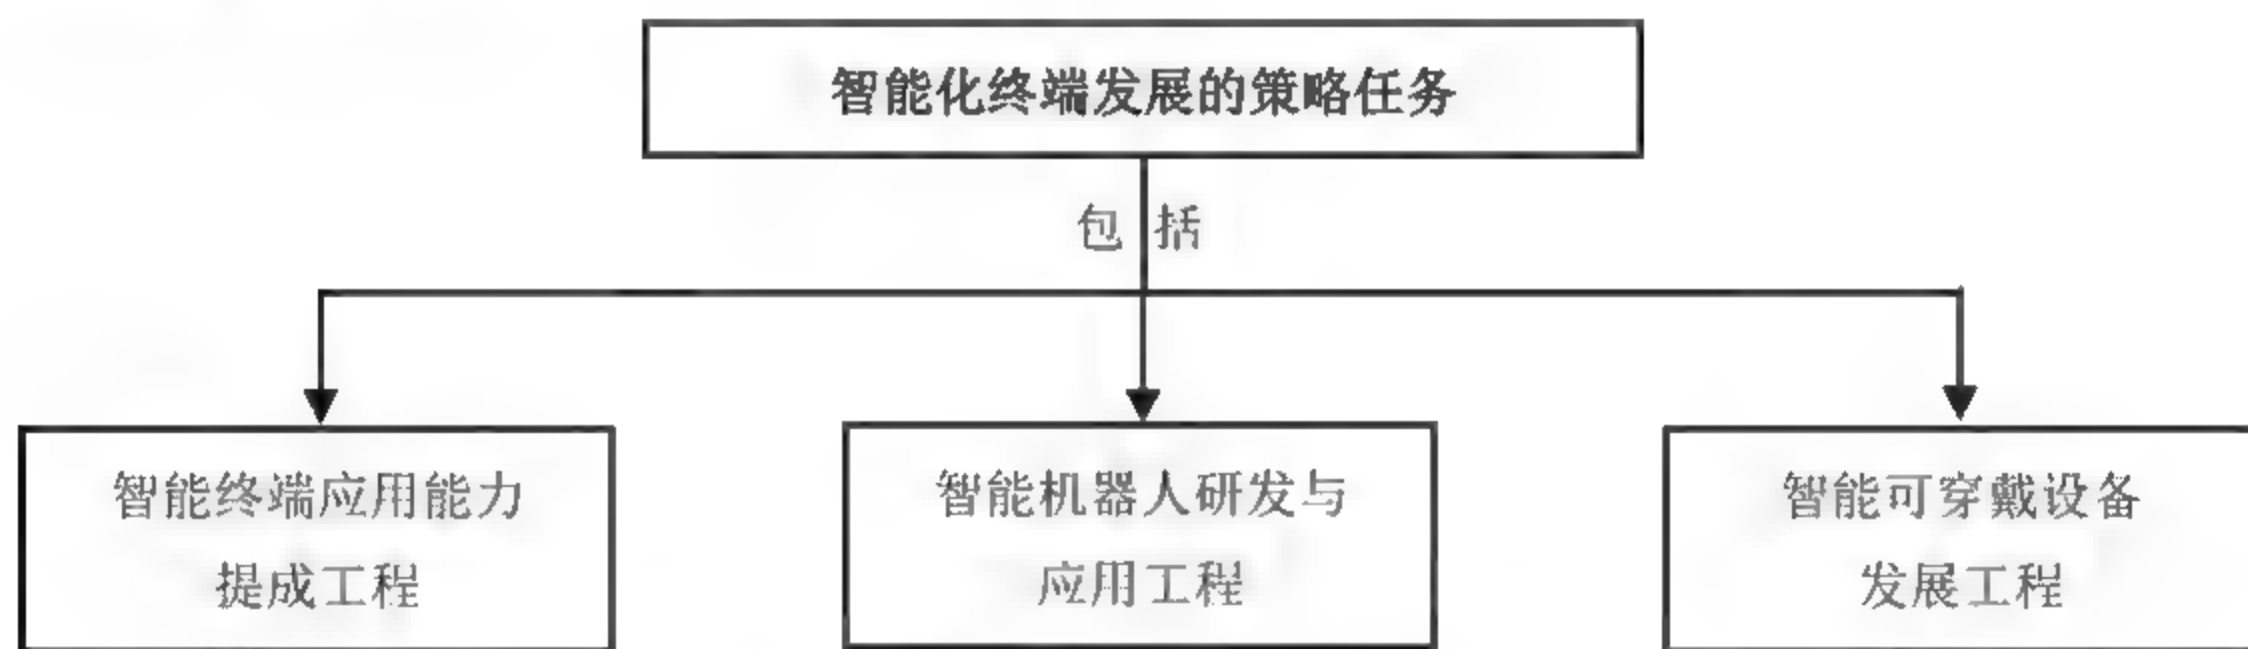 智能化终端发展的策略任务
包括
智能终端应用能力
提成工程
智能机器人研发与
应用工程
智能可穿戴设备
发展工程